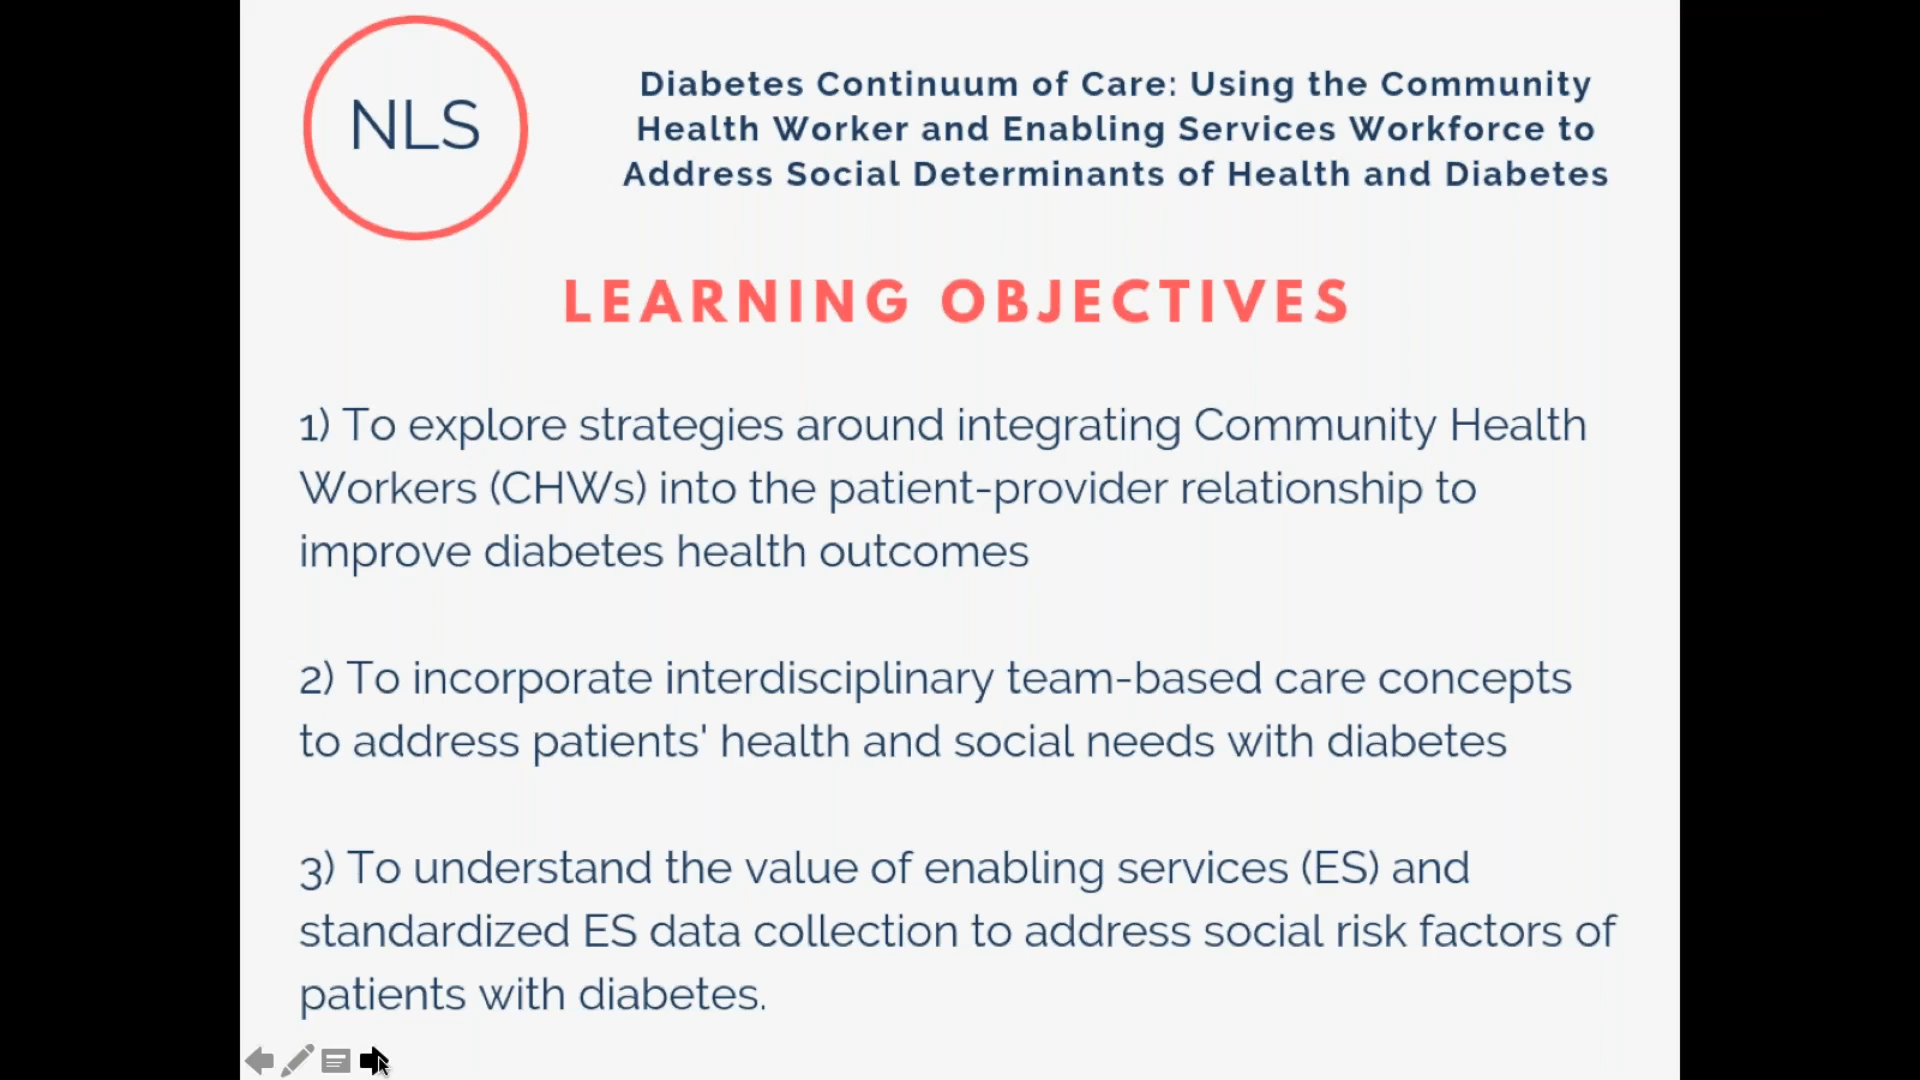 NLS
Diabetes Continuum of Care: Using the Community
Health Worker and Enabling Services Workforce to
Address Social Determinants of Health and Diabetes
LEARNING OBJECTIVES
1) To explore strategies around integrating Community Health
Workers (CHWs) into the patient-provider relationship to
improve diabetes health outcomes
2) To incorporate interdisciplinary team-based care concepts
to address patients' health and social needs with diabetes
3) To understand the value of enabling services (ES) and
standardized ES data collection to address social risk factors of
patients with diabetes.